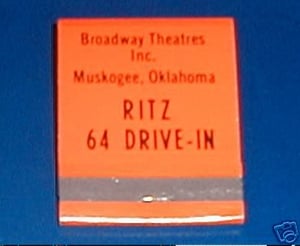 Broadway Theatres
Inc.
Muskogee, Oklahoma
RITZ
64 DRIVE-IN